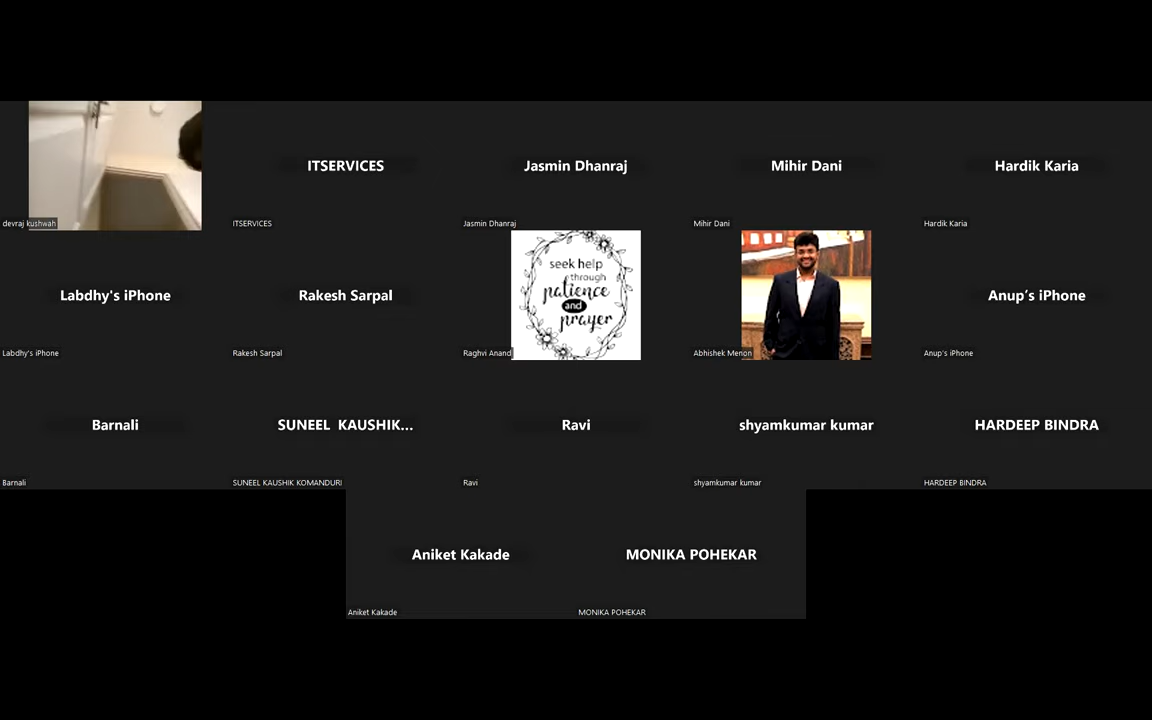 ITSERVICES
Jasmin Dhanraj
Mihir Dani
Hardik Karia
devraj kushwah
ITSERVICES
Jasmin Dhanraj
Mihir Dani
Hardik Karia
Labdhy's iPhone
Rakesh Sarpal
seek help
through
patience
and
prayer
Anup's iPhone
Labdhy's iPhone
Rakesh Sarpal
Raghvi Anand
Abhishek Menon
Anup's iPhone
Barnali
SUNEEL KAUSHIK...
Ravi
shyamkumar kumar
HARDEEP BINDRA
Barnali
SUNEEL KAUSHIK KOMANDURI
Ravi
shyamkumar kumar
HARDEEP BINDRA
Aniket Kakade
MONIKA POHEKAR
Aniket Kakade
MONIKA POHEKAR